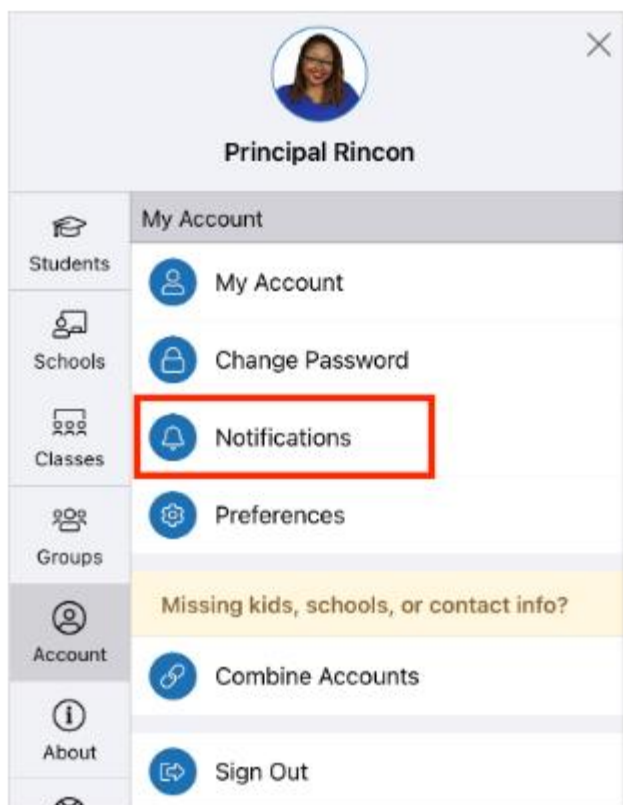 Principal Rincon
Students
Schools
Classes
Groups
Account
About
My Account
My Account
Change Password
Notifications
Preferences
Missing kids, schools, or contact info?
Combine Accounts
Sign Out